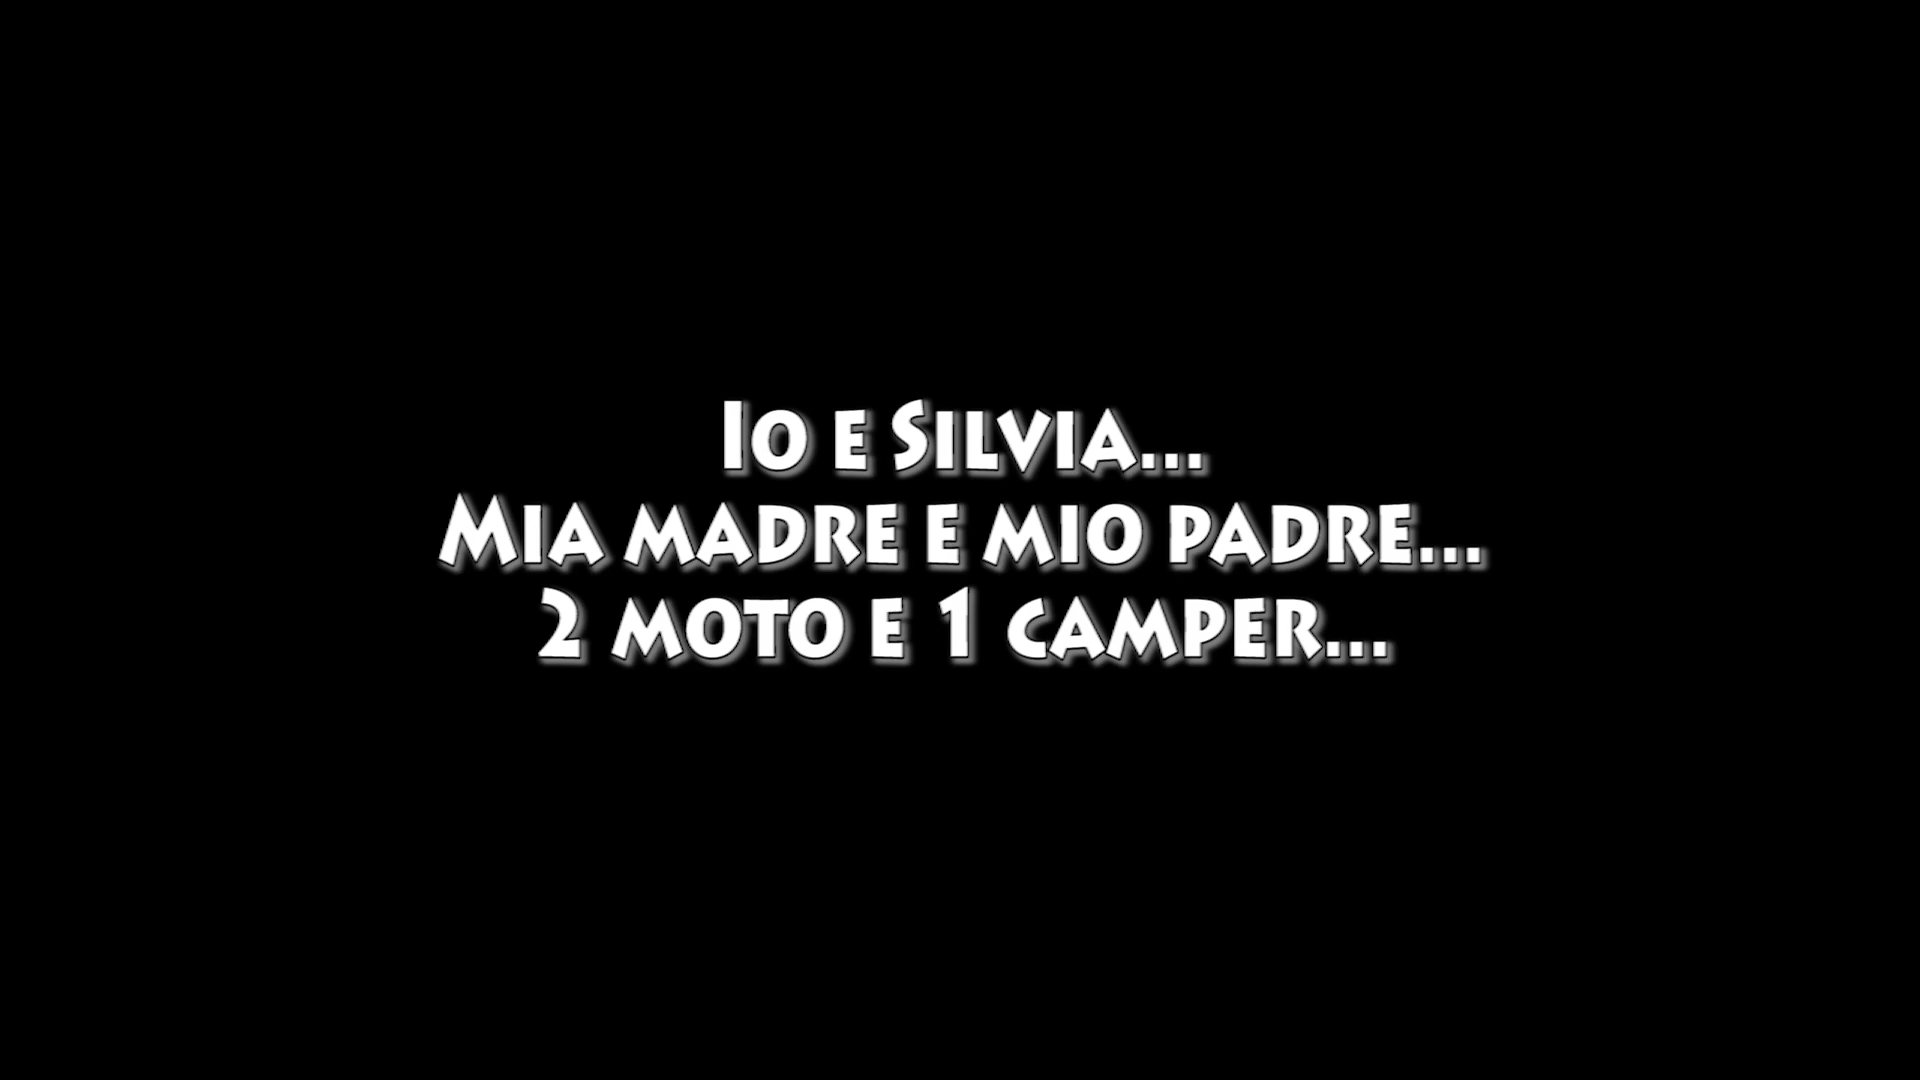 Io e Silvia...
Mia madre e mio padre...
2 moto e 1 camper...